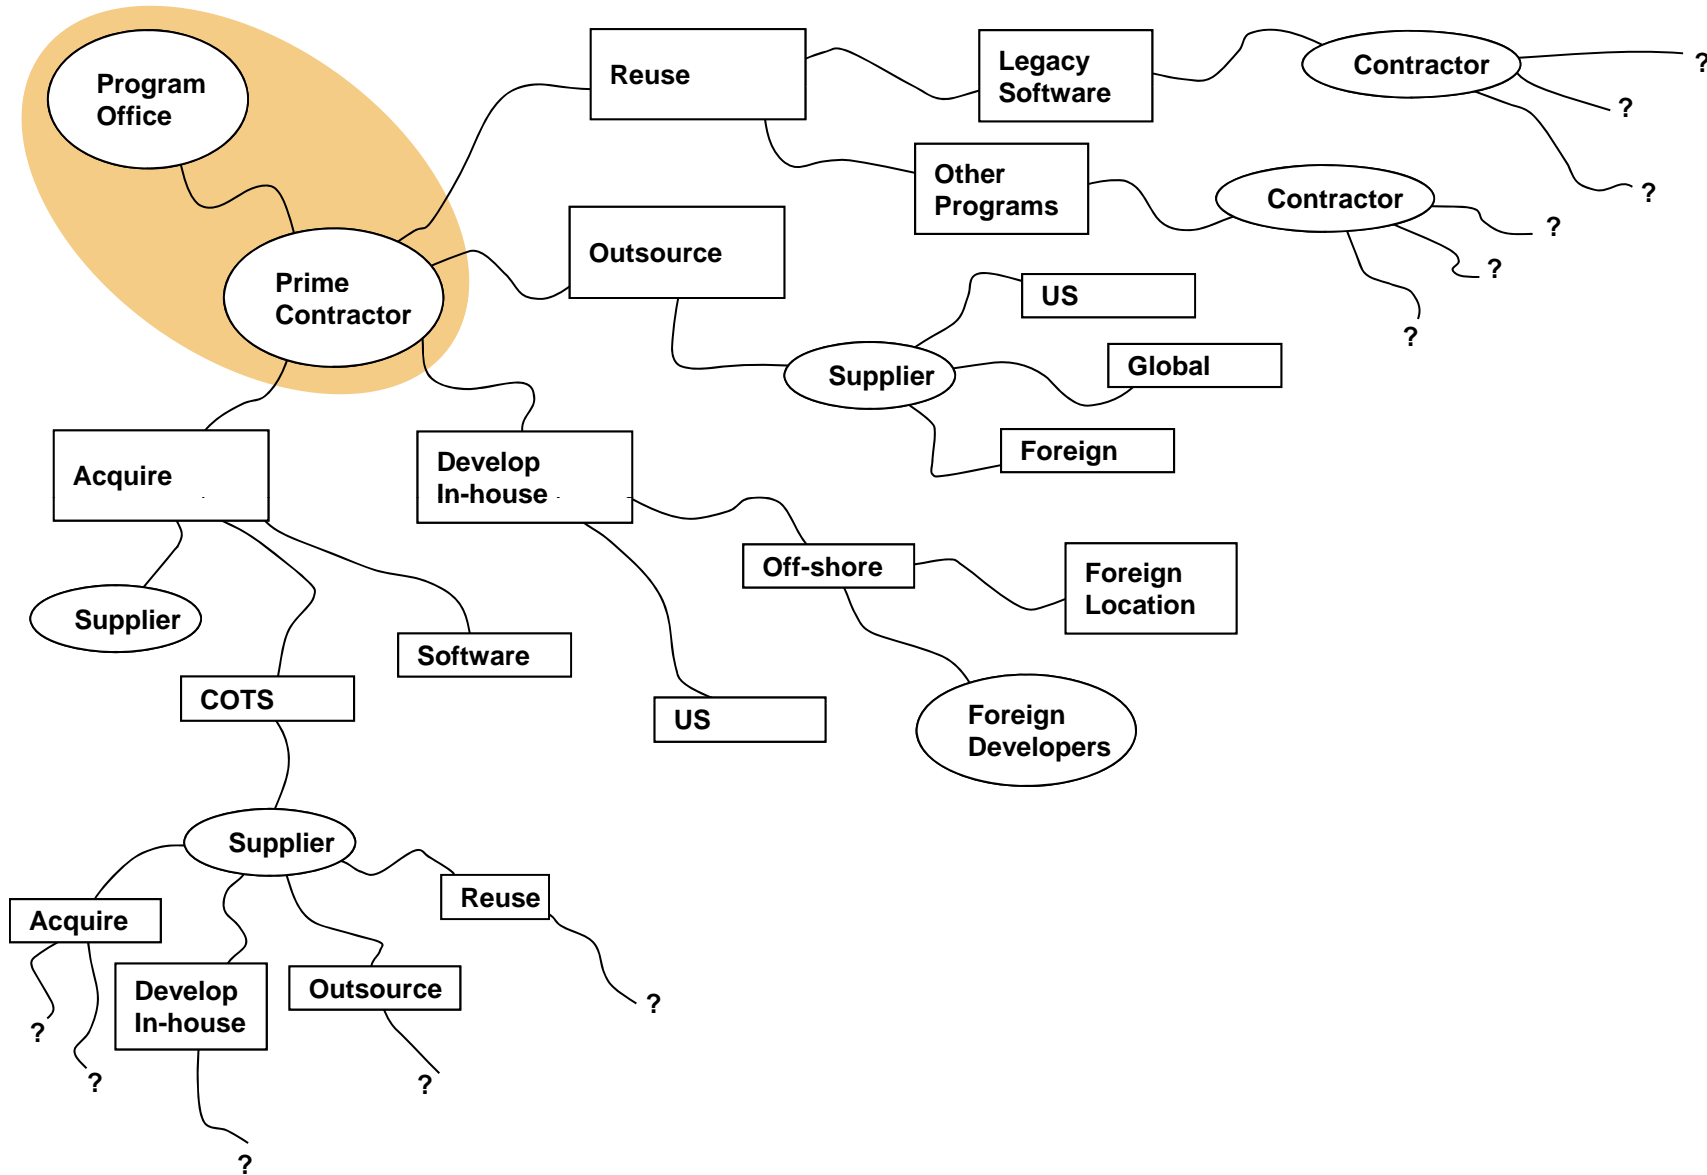 Program
Office
Reuse
Legacy
Software
Contractor
?
?
?
Other
Programs
Contractor
?
?
?
Prime
Contractor
Outsource
US
Supplier
Global
Foreign
Acquire
Develop
In-house
Off-shore
Foreign
Location
Supplier
Software
COTS
US
Foreign
Developers
Supplier
Reuse
Acquire
Develop
In-house
Outsource
?
?
?
?
?